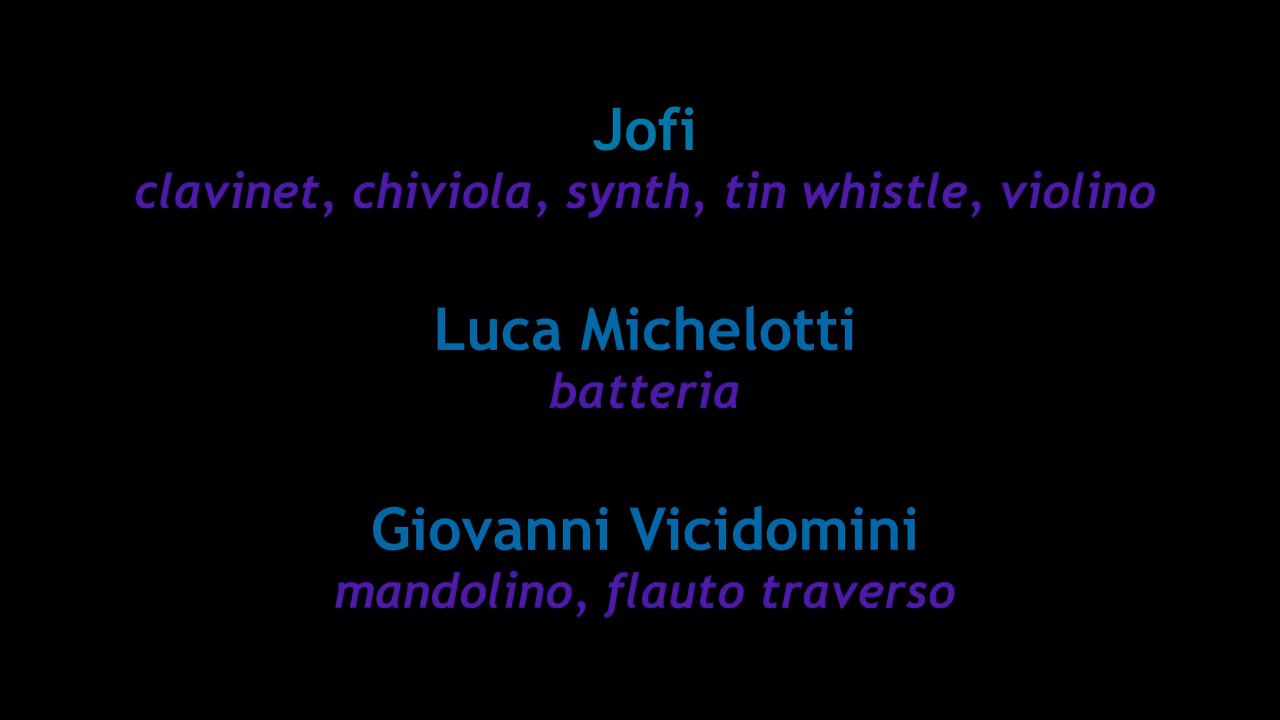 Jofi
clavinet, chiviola, synth, tin whistle, violino
Luca Michelotti
batteria
Giovanni Vicidomini
mandolino, flauto traverso